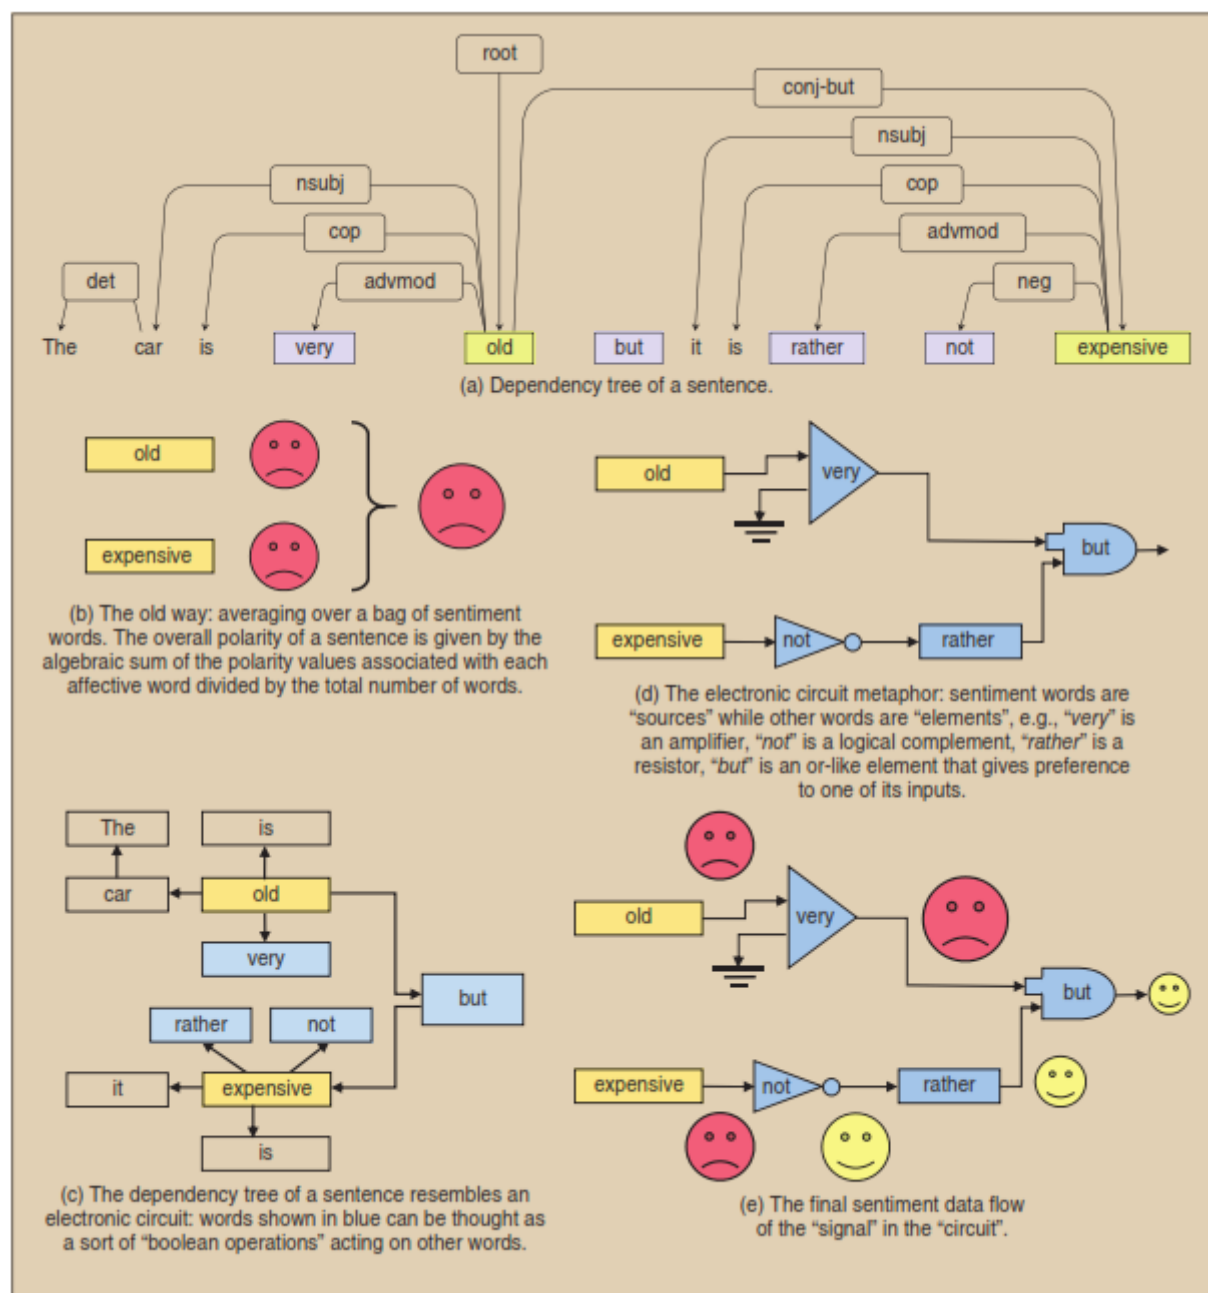 root
conj-but
nsubj
nsubj
cop
cop
advmod
det
advmod
neg
The car is very old but it is rather not expensive
(a) Dependency tree of a sentence.
old
expensive
(b) The old way: averaging over a bag of sentiment
words. The overall polarity of a sentence is given by the
algebraic sum of the polarity values associated with each
affective word divided by the total number of words.
old
very
but
expensive
not
rather
(d) The electronic circuit metaphor: sentiment words are
“sources” while other words are “elements”, e.g., “very” is
an amplifier, “not” is a logical complement, “rather” is a
resistor, “but” is an or-like element that gives preference
to one of its inputs.
The
is
car
old
very
but
rather
not
it
expensive
is
(c) The dependency tree of a sentence resembles an
electronic circuit: words shown in blue can be thought as
a sort of “boolean operations” acting on other words.
old
very
but
expensive
not
rather
(e) The final sentiment data flow
of the “signal” in the “circuit”.